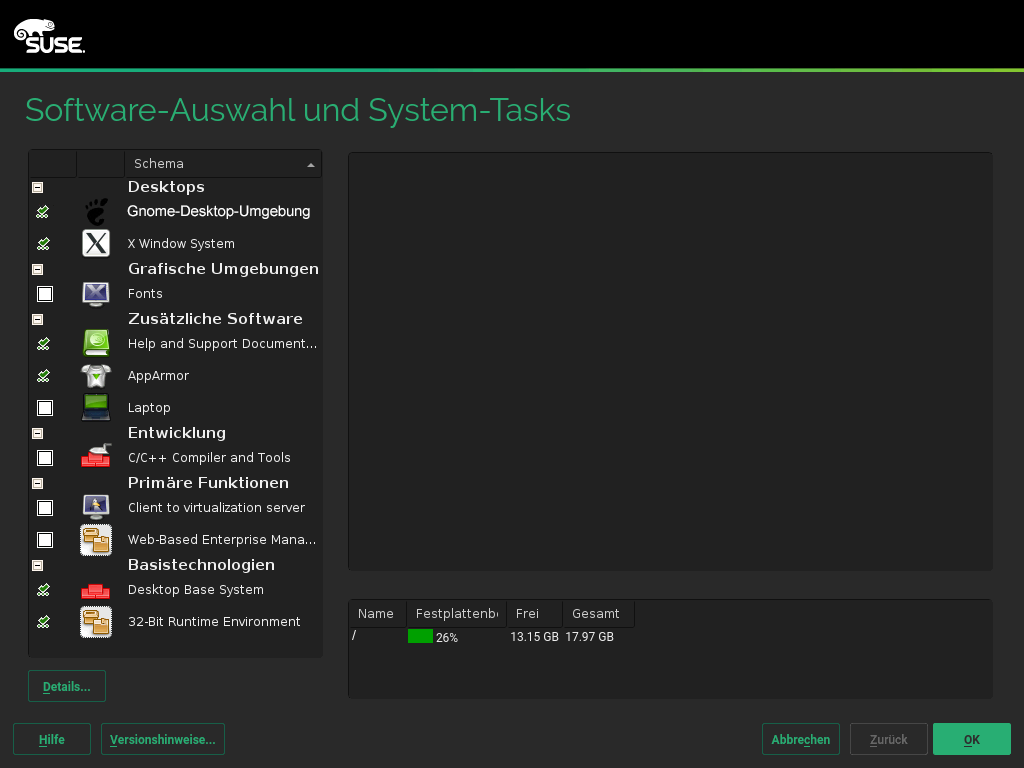 SUSE.
Software-Auswahl und System-Tasks
Schema
Desktops
Gnome-Desktop-Umgebung
X Window System
Grafische Umgebungen
Fonts
Zusätzliche Software
Help and Support Document...
AppArmor
Laptop
Entwicklung
C/C++ Compiler and Tools
Primäre Funktionen
Client to virtualization server
Web-Based Enterprise Mana...
Basistechnologien
Desktop Base System
32-Bit Runtime Environment
Name Festplattenb Frei Gesamt
/ 26% 13.15 GB 17.97 GB
Details...
Hilfe Versionshinweise... Abbrechen Zurück OK